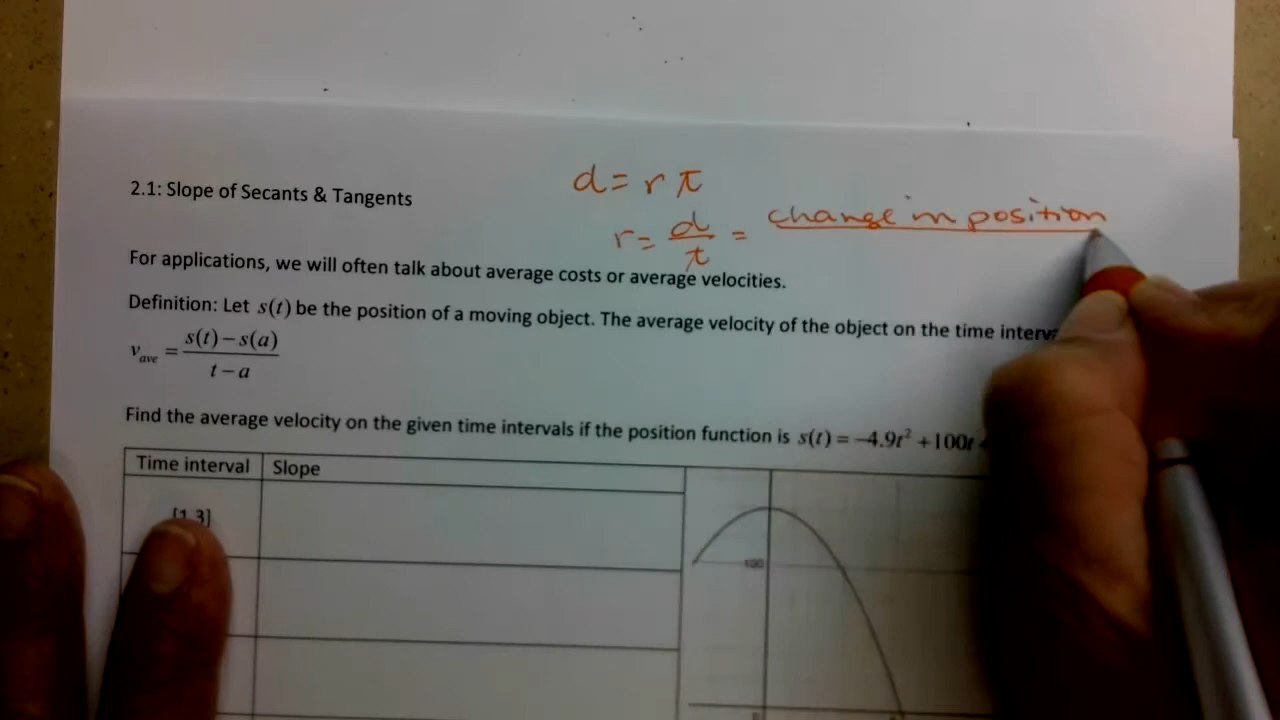 d = r t
2.1: Slope of Secants & Tangents
r = d/t = change in position
For applications, we will often talk about average costs or average velocities.
Definition: Let s(t) be the position of a moving object. The average velocity of the object on the time
v_ave = (s(t) − s(a))/(t − a)
Find the average velocity on the given time intervals if the position function is s(t) = −4.9t² + 100t
Time interval Slope
[1,3]
100